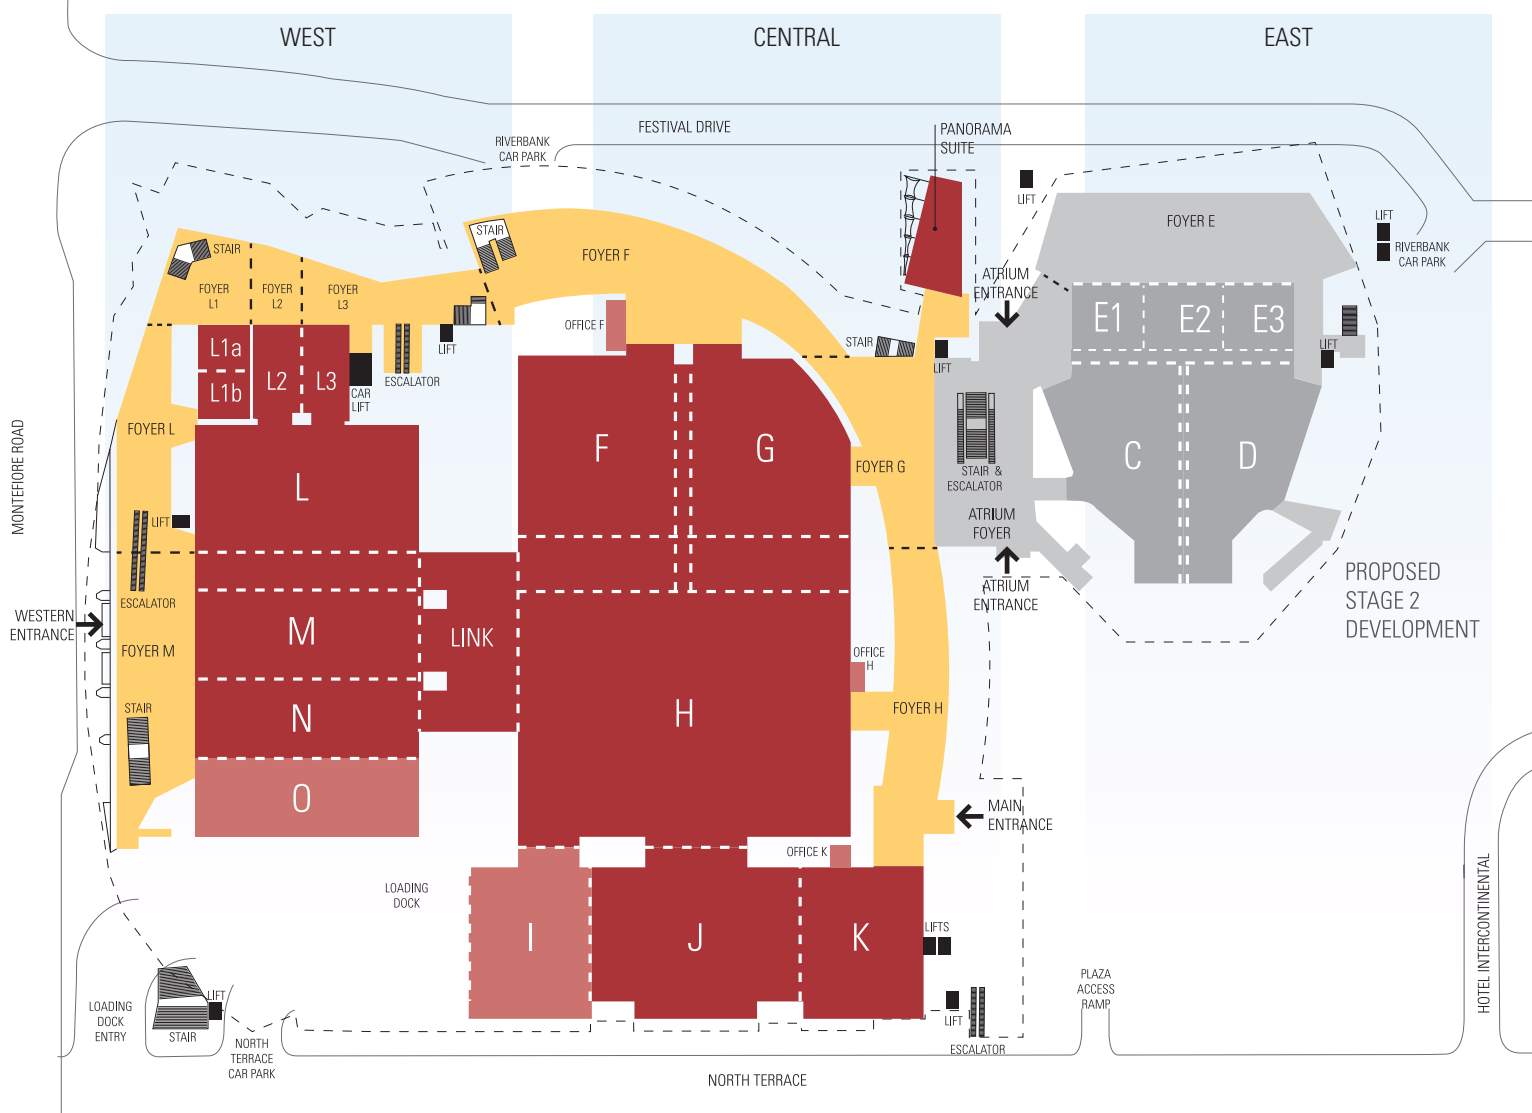 WEST
CENTRAL
EAST
FESTIVAL DRIVE
PANORAMA
SUITE
RIVERBANK
CAR PARK
LIFT
FOYER E
LIFT
RIVERBANK
CAR PARK
STAIR
STAIR
FOYER F
ATRIUM
ENTRANCE
FOYER
L1
FOYER
L2
FOYER
L3
OFFICE F
E1
E2
E3
L1a
L1b
L2
L3
LIFT
CAR
LIFT
ESCALATOR
STAIR
LIFT
LIFT
MONTEFIORE ROAD
FOYER L
F
G
FOYER G
STAIR &
ESCALATOR
C
D
L
LIFT
ATRIUM
FOYER
ESCALATOR
ATRIUM
ENTRANCE
PROPOSED
STAGE 2
DEVELOPMENT
WESTERN
ENTRANCE
FOYER M
M
LINK
OFFICE
H
STAIR
N
H
FOYER H
O
MAIN
ENTRANCE
OFFICE K
LOADING
DOCK
I
J
K
LIFTS
HOTEL INTERCONTINENTAL
PLAZA
ACCESS
RAMP
LOADING
DOCK
ENTRY
LIFT
STAIR
NORTH
TERRACE
CAR PARK
LIFT
ESCALATOR
NORTH TERRACE